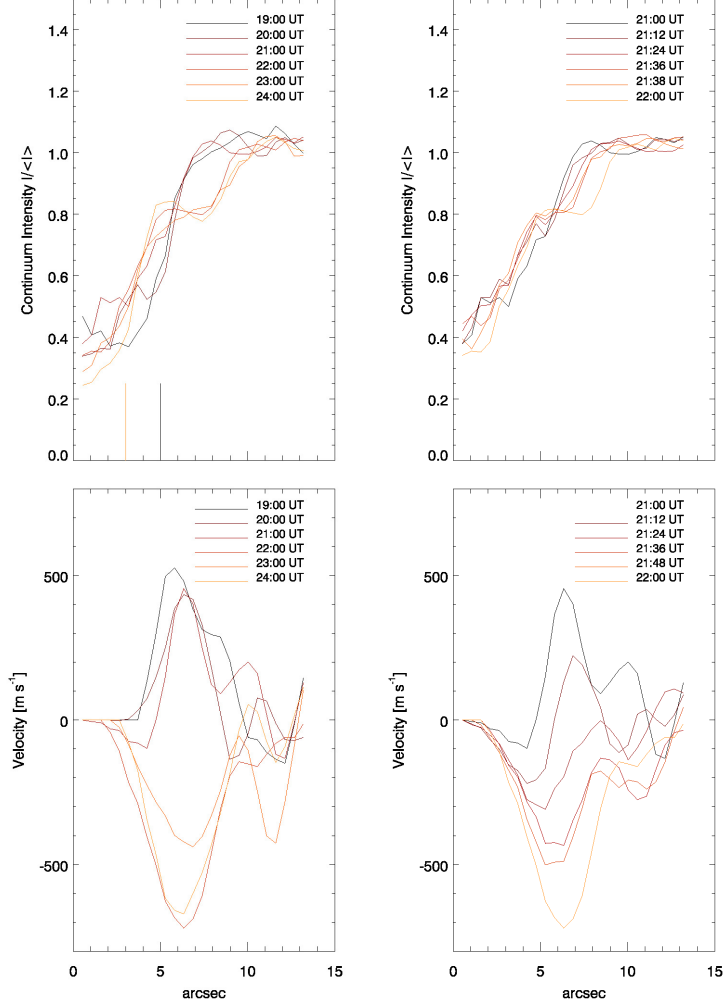 19:00 UT
20:00 UT
21:00 UT
22:00 UT
23:00 UT
24:00 UT
1.4
1.2
1.0
0.8
0.6
0.4
0.2
0.0
Continuum Intensity I/<I>
21:00 UT
21:12 UT
21:24 UT
21:36 UT
21:38 UT
22:00 UT
1.4
1.2
1.0
0.8
0.6
0.4
0.2
0.0
Continuum Intensity I/<I>
19:00 UT
20:00 UT
21:00 UT
22:00 UT
23:00 UT
24:00 UT
500
0
-500
Velocity [m s-1]
0 5 10 15
arcsec
21:00 UT
21:12 UT
21:24 UT
21:36 UT
21:48 UT
22:00 UT
500
0
-500
Velocity [m s-1]
0 5 10 15
arcsec